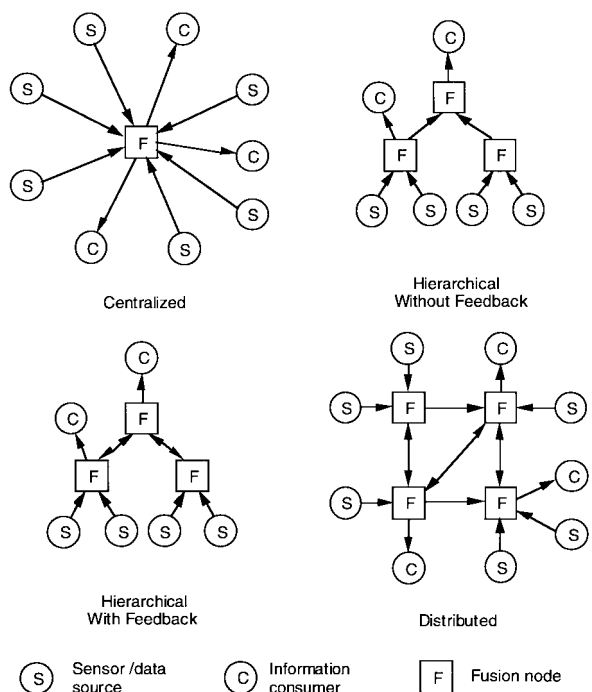 S C
S S
F
C
S S
C S
Centralized
C
C F
F F
S S S S
Hierarchical
Without Feedback
C
C F
F F
S S S S
Hierarchical
With Feedback
S C
S F F S
S F F C
S
C S
Distributed
S Sensor /data
source
C Information
consumer
F Fusion node